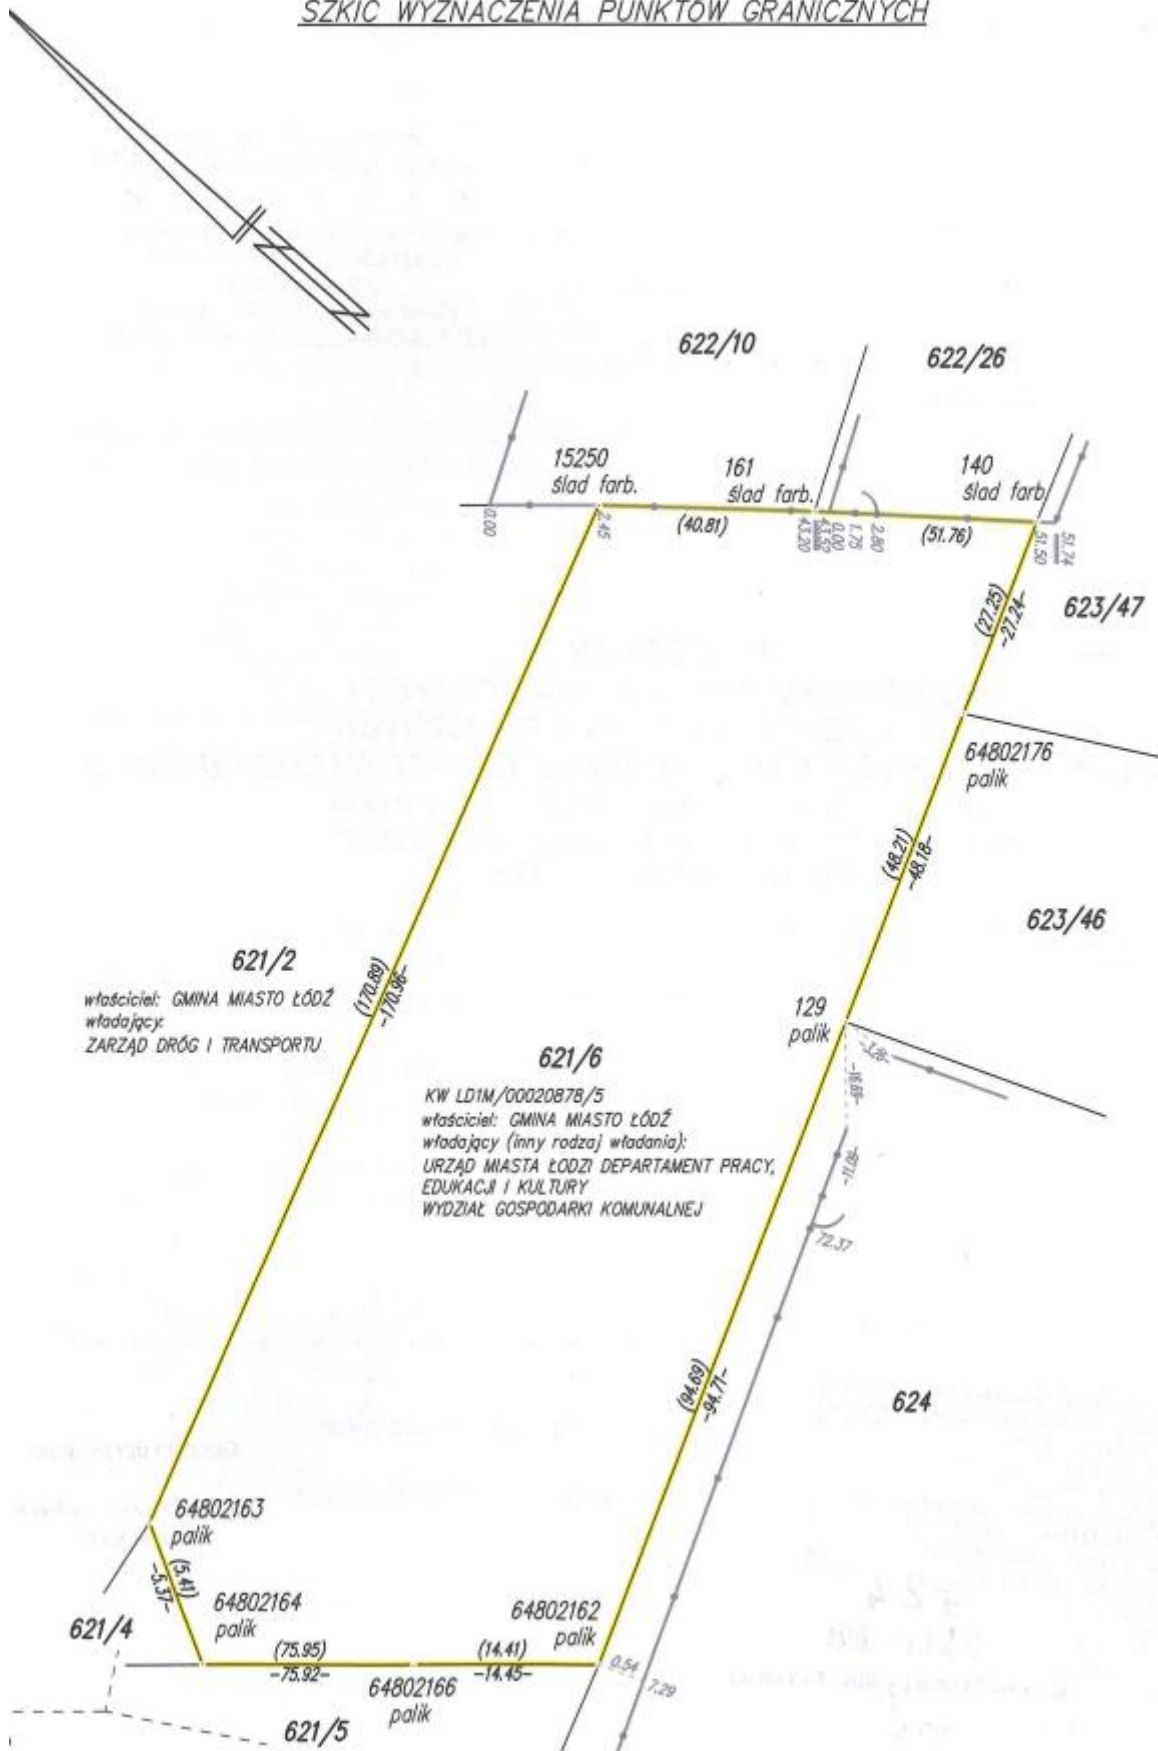 SZKIC WYZNACZENIA PUNKTÓW GRANICZNYCH
622/10
622/26
15250
ślad farb.
161
ślad farb.
140
ślad farb.
0.00
2.45
(40.81)
43.20
43.52
0.00
1.75
2.80
(51.76)
51.50
51.74
(27.25)
-27.24-
623/47
64802176
palik
(48.21)
-48.18-
623/46
621/2
właściciel: GMINA MIASTO ŁÓDŹ
władający:
ZARZĄD DRÓG I TRANSPORTU
(170.89)
-170.96-
129
palik
-16.69-
-11.09-
72.37
621/6
KW LD1M/00020878/5
właściciel: GMINA MIASTO ŁÓDŹ
władający (inny rodzaj władania):
URZĄD MIASTA ŁODZI DEPARTAMENT PRACY,
EDUKACJI I KULTURY
WYDZIAŁ GOSPODARKI KOMUNALNEJ
(94.69)
-94.71-
624
64802163
palik
(5.41)
-5.37-
621/4
64802164
palik
64802162
palik
(75.95)
-75.92-
(14.41)
-14.45-
64802166
palik
0.54
7.29
621/5